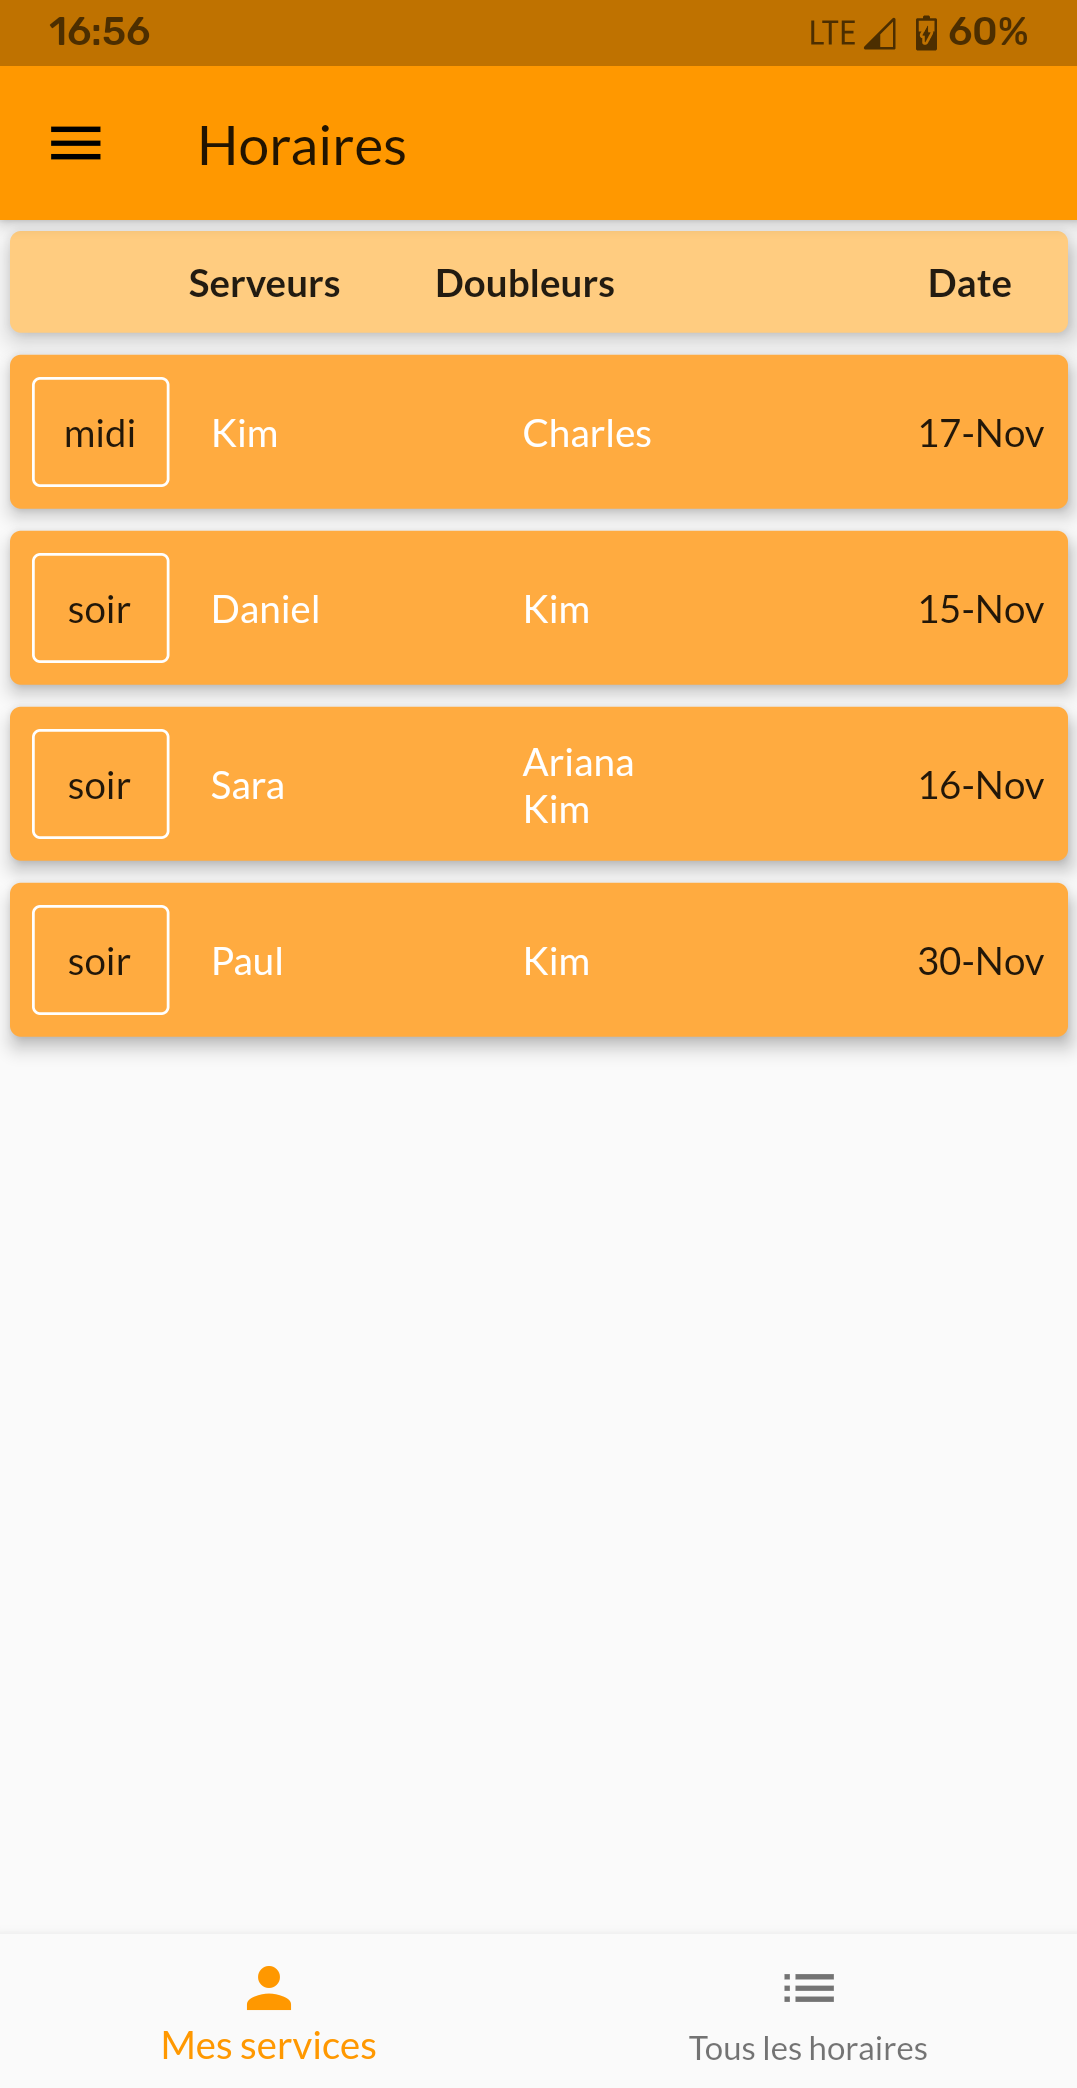 16:56 LTE 60%
Horaires
Serveurs Doubleurs Date
midi Kim Charles 17-Nov
soir Daniel Kim 15-Nov
soir Sara Ariana Kim 16-Nov
soir Paul Kim 30-Nov
Mes services Tous les horaires